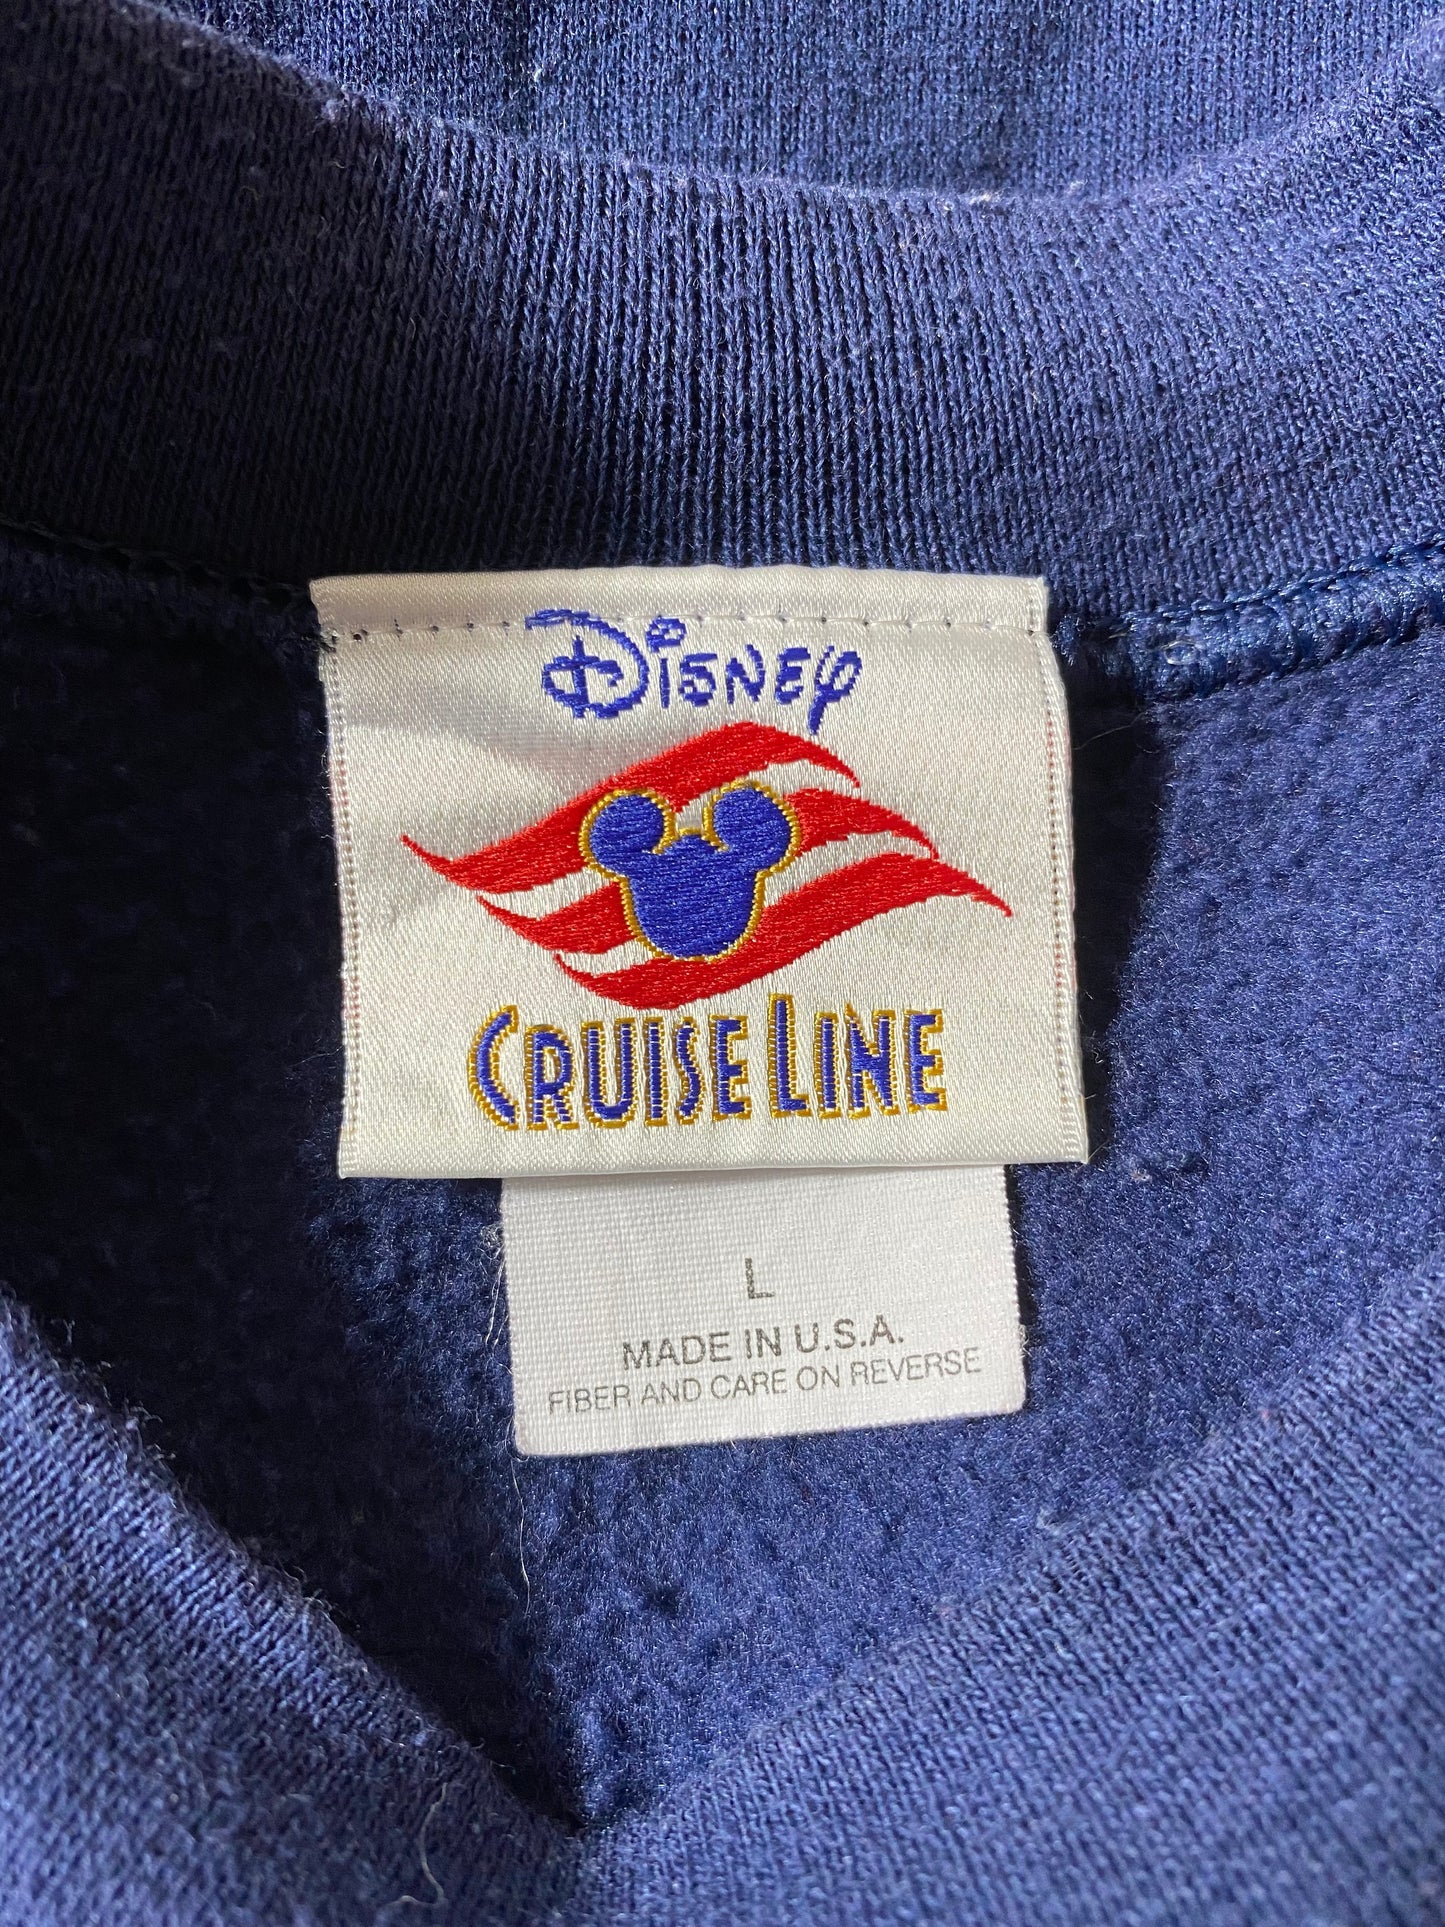 Disney
CRUISE LINE
L
MADE IN U.S.A.
FIBER AND CARE ON REVERSE